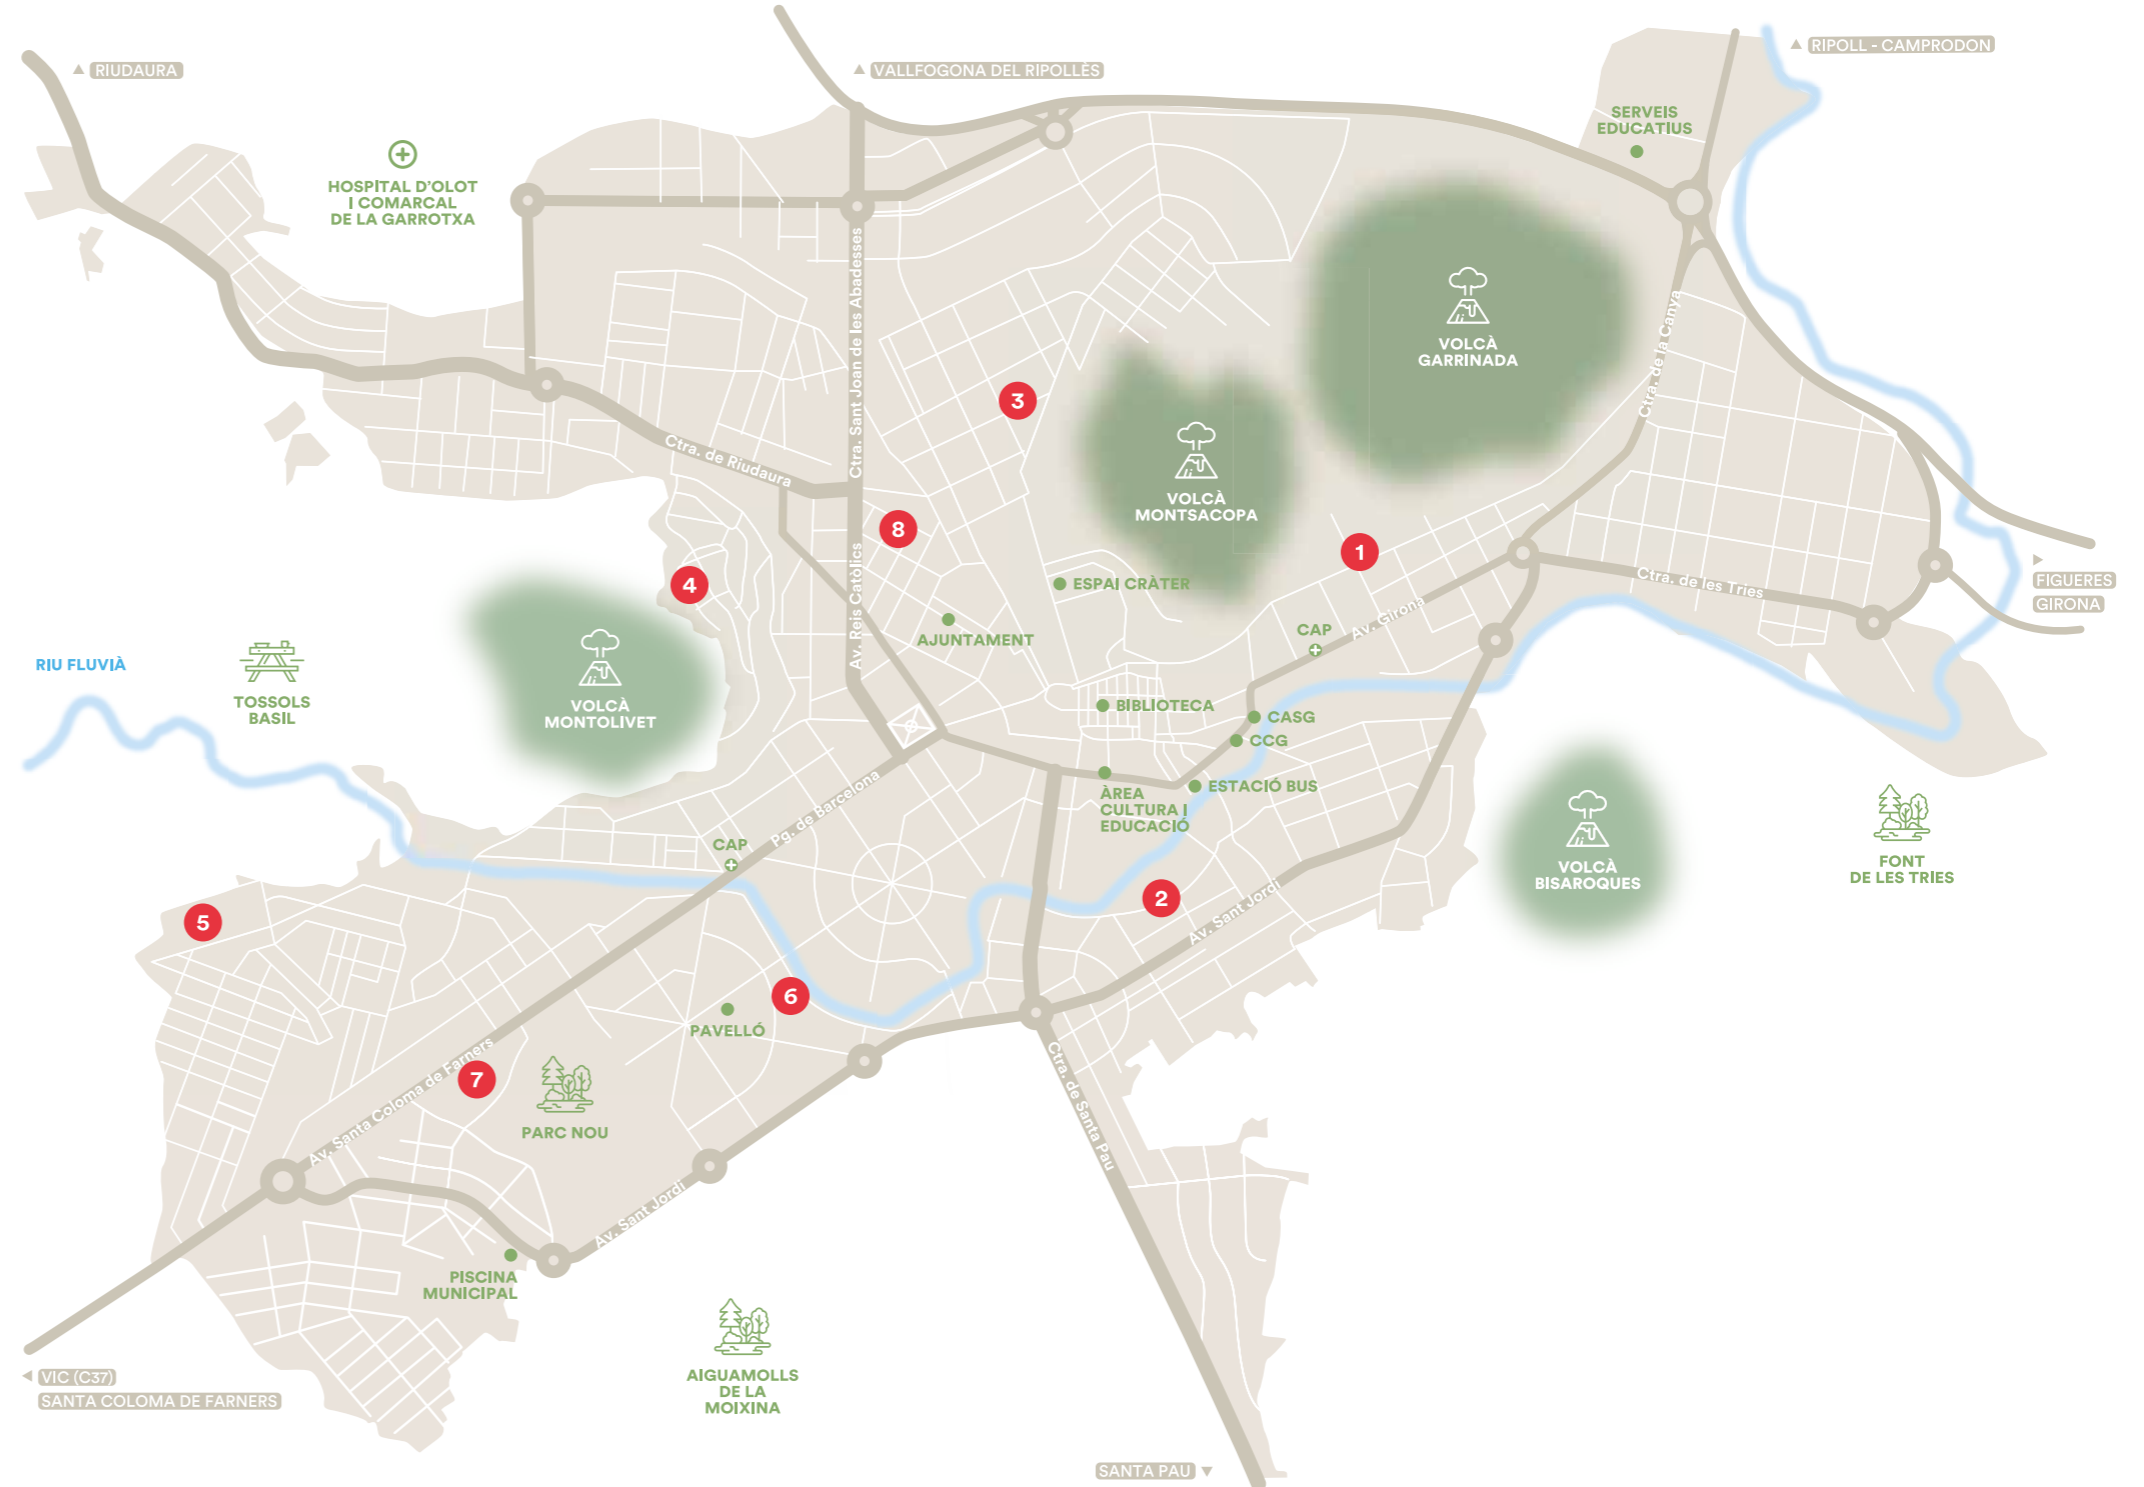 RIUDAURA
VALLFOGONA DEL RIPOLLÈS
RIPOLL - CAMPRODON
SERVEIS
EDUCATIUS
HOSPITAL D'OLOT
I COMARCAL
DE LA GARROTXA
Ctra. Sant Joan de les Abadesses
VOLCÀ
GARRINADA
Ctra. de la Canya
3
Ctra. de Riudaura
VOLCÀ
MONTSACOPA
8
1
4
Av. Reis Catòlics
ESPAI CRÀTER
Ctra. de les Tries
FIGUERES
GIRONA
AJUNTAMENT
CAP
Av. Girona
RIU FLUVIÀ
TOSSOLS
BASIL
VOLCÀ
MONTOLIVET
BIBLIOTECA
CASG
CCG
ESTACIÓ BUS
ÀREA
CULTURA I
EDUCACIÓ
Pg. de Barcelona
CAP
VOLCÀ
BISAROQUES
FONT
DE LES TRIES
5
2
Av. Sant Jordi
6
PAVELLÓ
7
Av. Santa Coloma de Farners
PARC NOU
Ctra. de Santa Pau
Av. Sant Jordi
PISCINA
MUNICIPAL
AIGUAMOLLS
DE LA
MOIXINA
VIC (C37)
SANTA COLOMA DE FARNERS
SANTA PAU